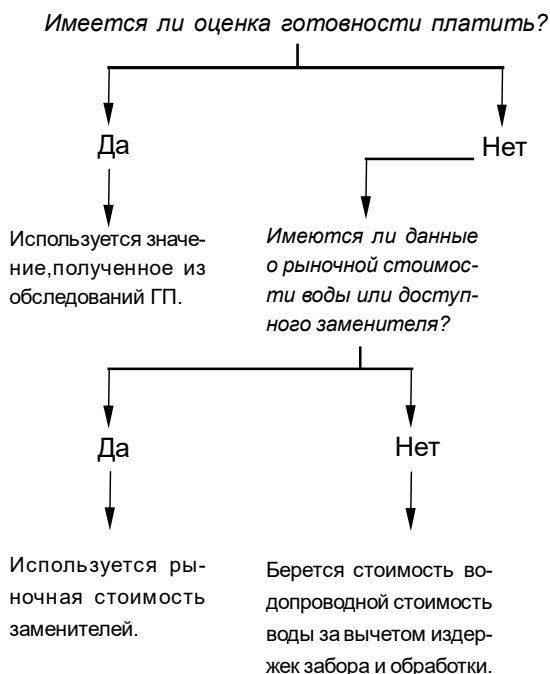 Имеется ли оценка готовности платить?
Да
Нет
Используется значе-
ние,полученное из
обследований ГП.
Имеются ли данные
о рыночной стоимос-
ти воды или доступ-
ного заменителя?
Да
Нет
Используется ры-
ночная стоимость
заменителей.
Берется стоимость во-
допроводной стоимость
воды за вычетом издер-
жек забора и обработки.